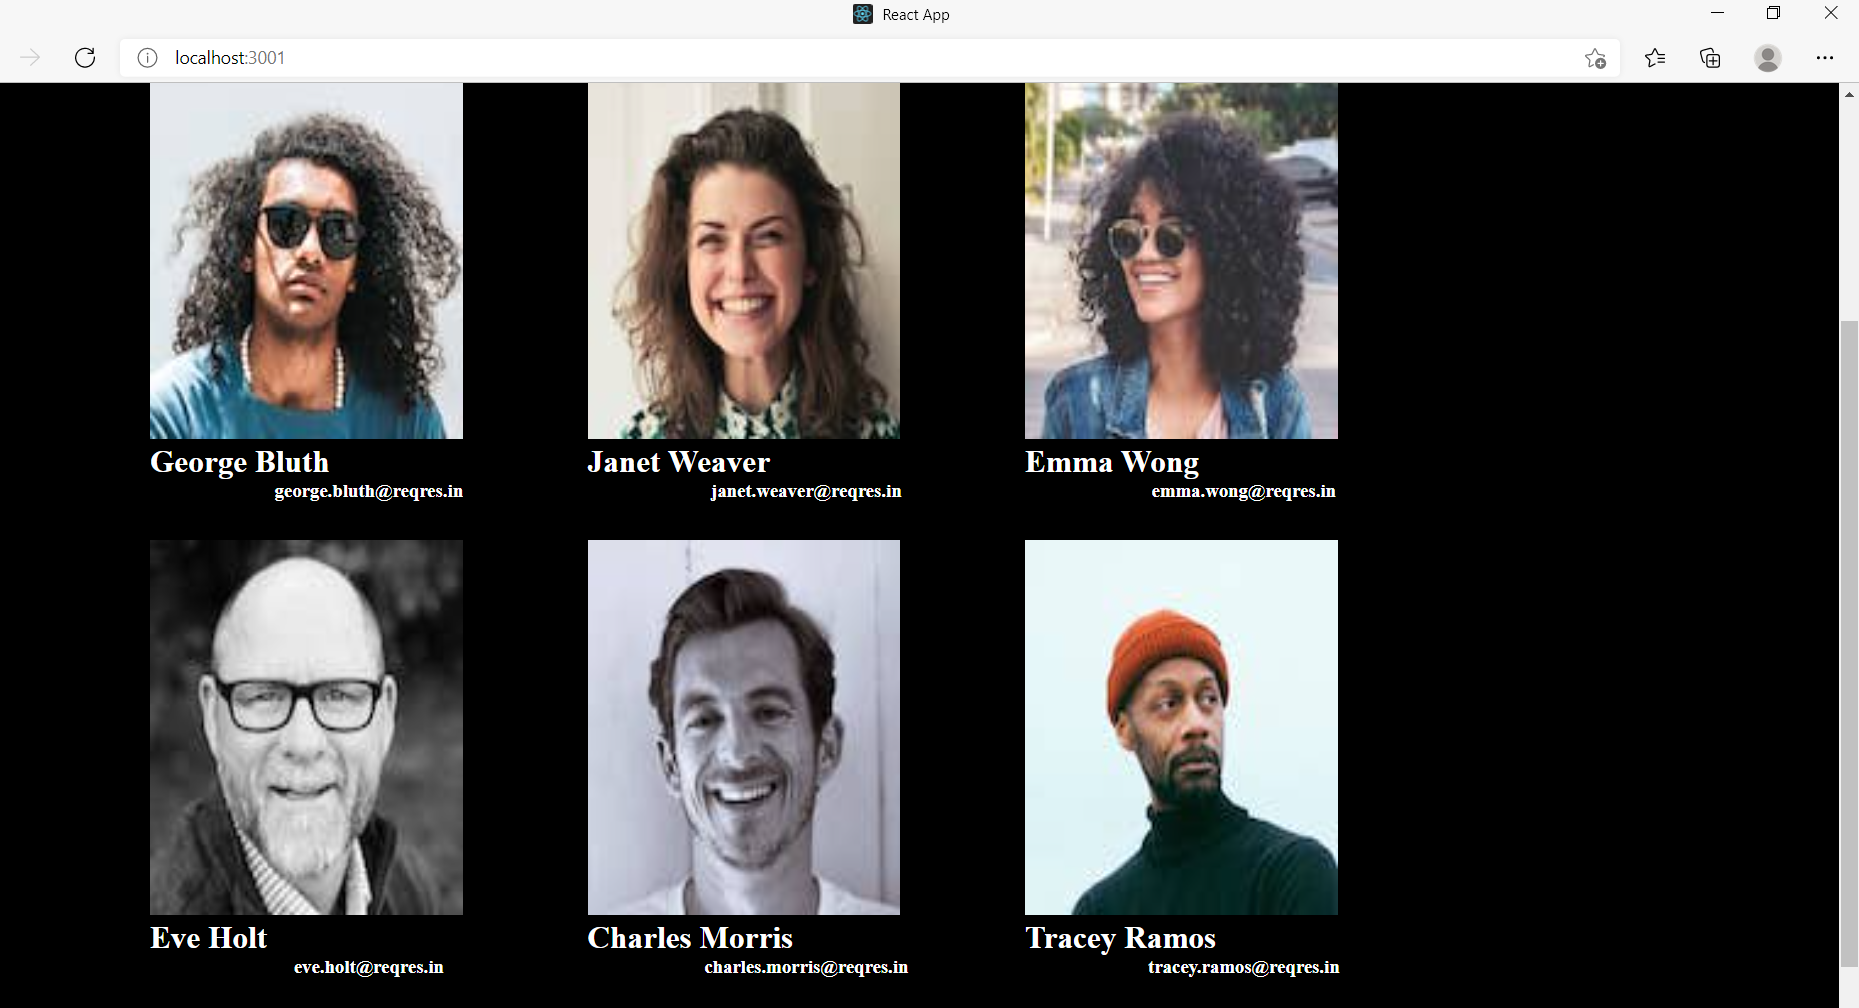 React App
localhost:3001
George Bluth
george.bluth@reqres.in
Janet Weaver
janet.weaver@reqres.in
Emma Wong
emma.wong@reqres.in
Eve Holt
eve.holt@reqres.in
Charles Morris
charles.morris@reqres.in
Tracey Ramos
tracey.ramos@reqres.in